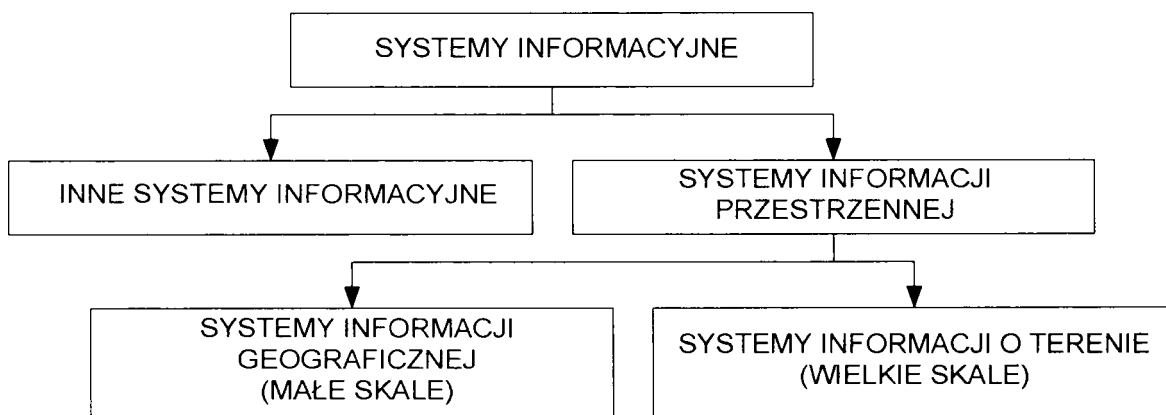 SYSTEMY INFORMACYJNE
INNE SYSTEMY INFORMACYJNE
SYSTEMY INFORMACJI
PRZESTRZENNEJ
SYSTEMY INFORMACJI
GEOGRAFICZNEJ
(MAŁE SKALE)
SYSTEMY INFORMACJI O TERENIE
(WIELKIE SKALE)